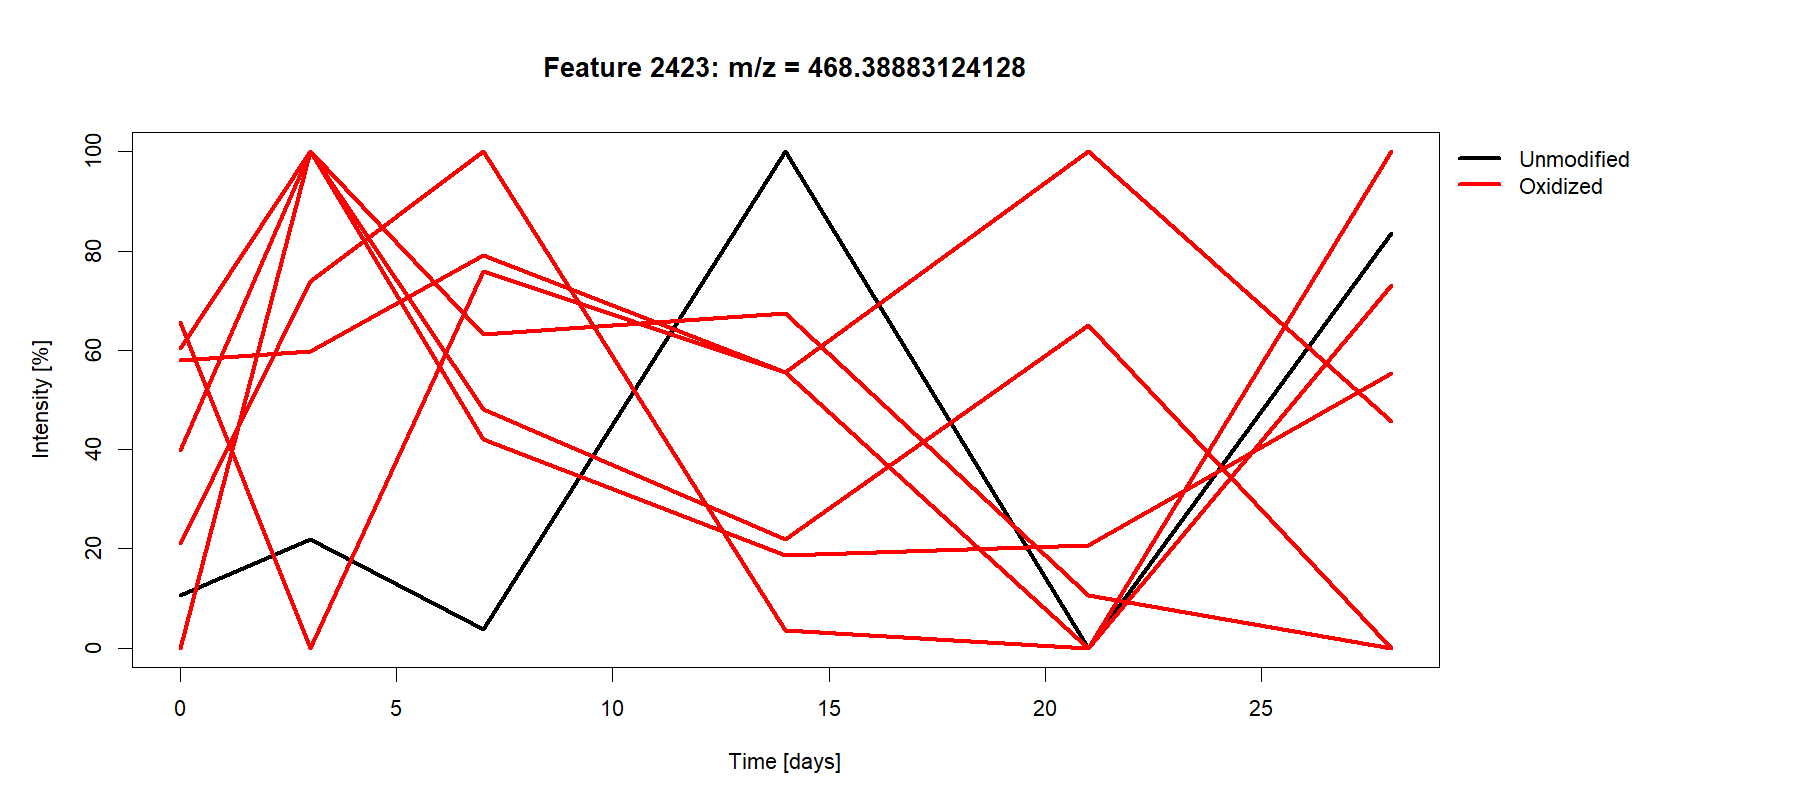 Feature 2423: m/z = 468.38883124128
Unmodified
Oxidized
Intensity [%]
100
80
60
40
20
0
0 5 10 15 20 25
Time [days]